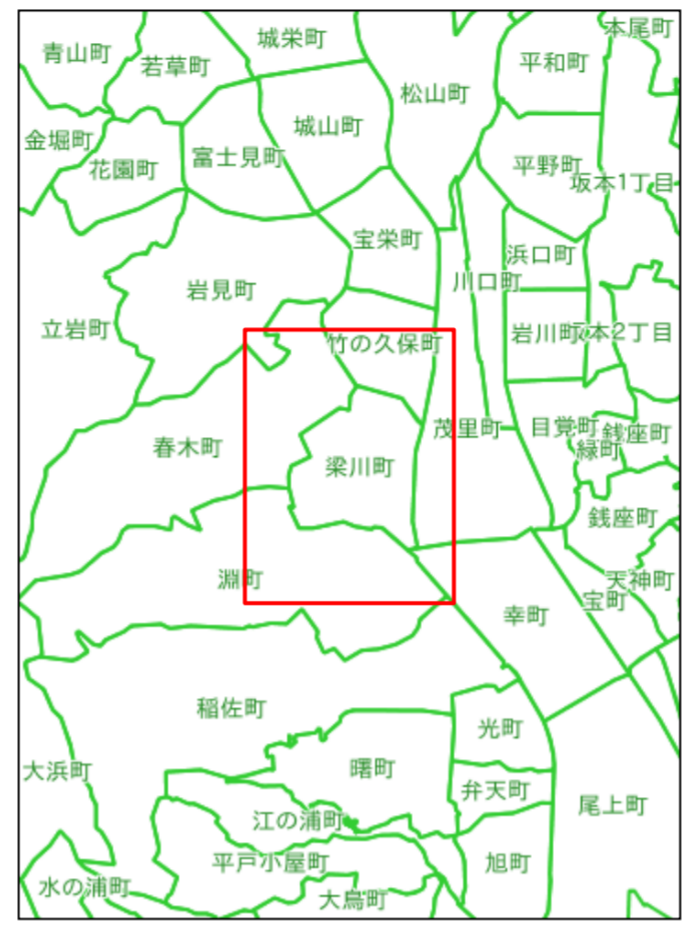 本尾町
城栄町
青山町
平和町
若草町
松山町
城山町
金堀町
富士見町
平野町
花園町
坂本1丁目
宝栄町
浜口町
川口町
岩見町
立岩町
岩川町
本2丁目
竹の久保町
目覚町
茂里町
銭座町
春木町
緑町
梁川町
銭座町
淵町
天神町
宝町
幸町
稲佐町
光町
大浜町
曙町
弁天町
尾上町
江の浦町
平戸小屋町
旭町
水の浦町
大鳥町